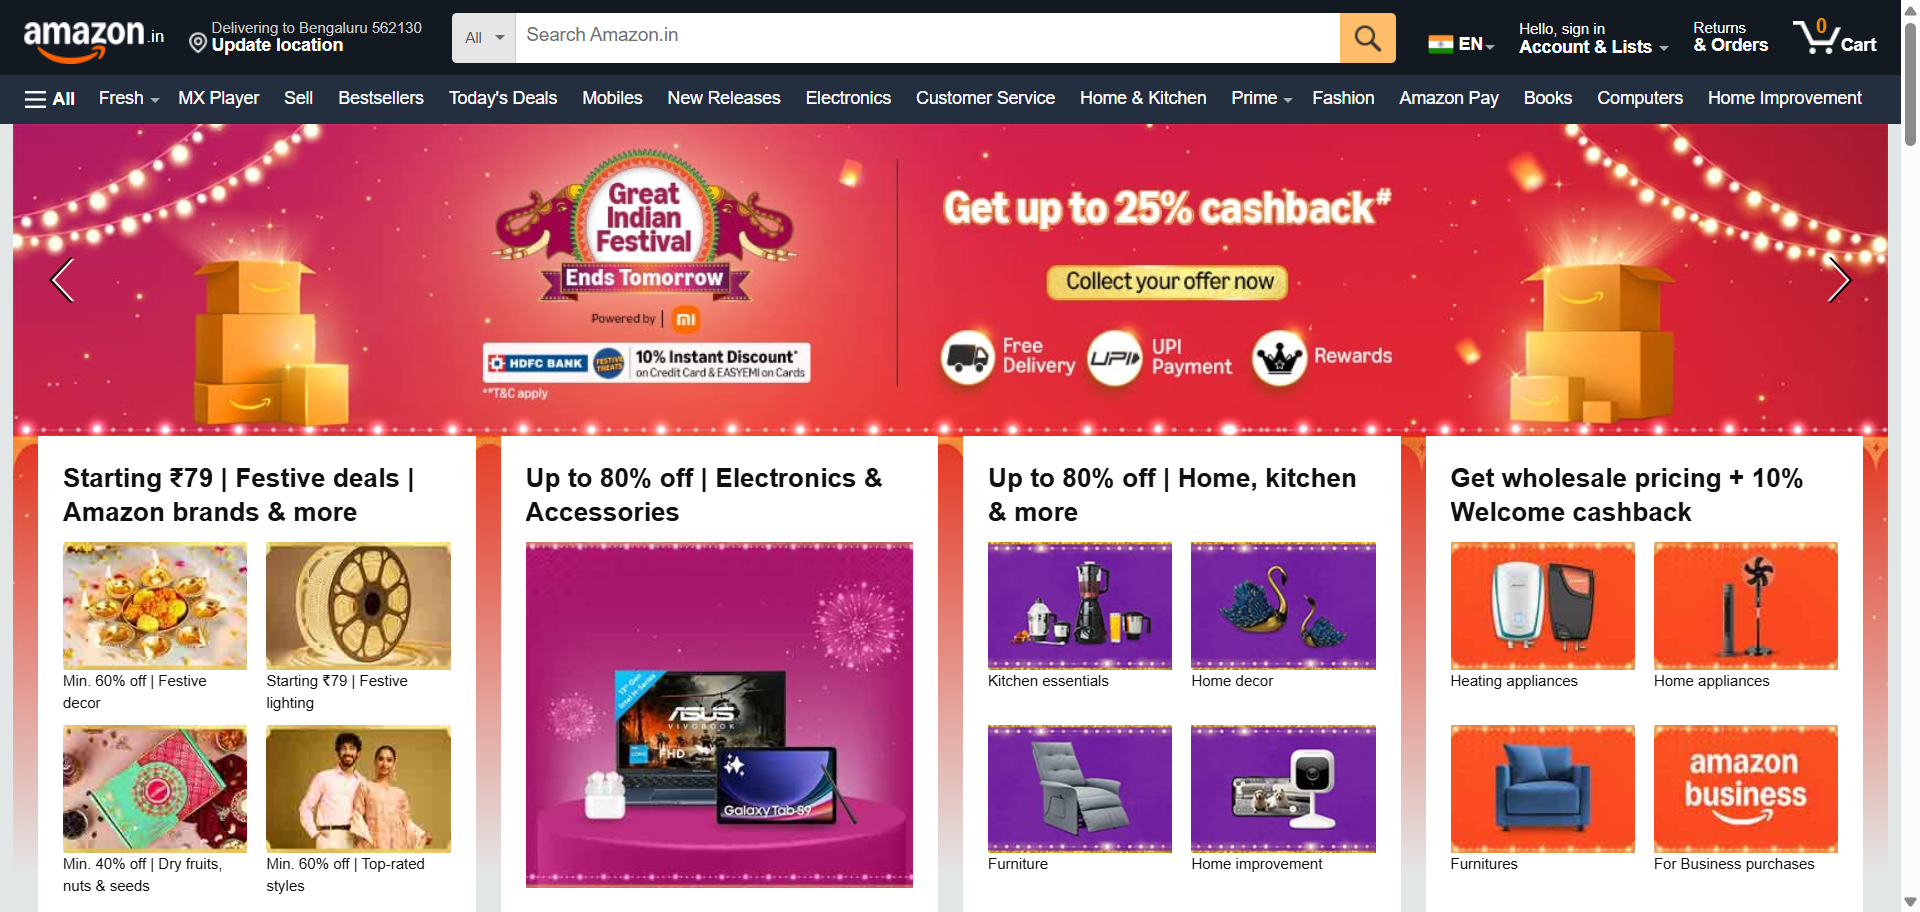 amazon.in
Delivering to Bengaluru 562130
Update location
All
Search Amazon.in
EN
Hello, sign in
Account & Lists
Returns
& Orders
0
Cart
All
Fresh
MX Player
Sell
Bestsellers
Today's Deals
Mobiles
New Releases
Electronics
Customer Service
Home & Kitchen
Prime
Fashion
Amazon Pay
Books
Computers
Home Improvement
Great
Indian
Festival
Ends Tomorrow
Powered by | mi
HDFC BANK
FESTIVE
TREATS
10% Instant Discount*
on Credit Card & EASYEMI on Cards
*#T&C apply
Get up to 25% cashback#
Collect your offer now
Free
Delivery
UPI
UPI
Payment
Rewards
Starting ₹79 | Festive deals |
Amazon brands & more
Min. 60% off | Festive
decor
Starting ₹79 | Festive
lighting
Min. 40% off | Dry fruits,
nuts & seeds
Min. 60% off | Top-rated
styles
Up to 80% off | Electronics &
Accessories
13th Gen
Intel H-Series
ASUS
VIVOBOOK
FHD
Galaxy Tab S9
Up to 80% off | Home, kitchen
& more
Kitchen essentials
Home decor
Furniture
Home improvement
Get wholesale pricing + 10%
Welcome cashback
Heating appliances
Home appliances
Furnitures
amazon
business
For Business purchases